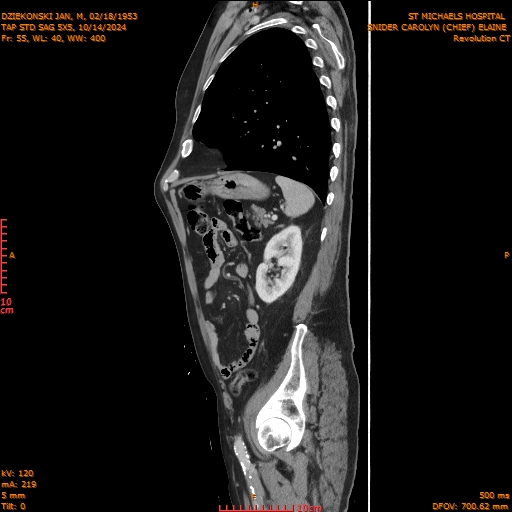 H
DZIEKONSKI JAN, M, 02/18/1953
TAP STD SAG 5X5, 10/14/2024
Fr: 55, WL: 40, WW: 400
ST MICHAELS HOSPITAL
SNIDER CAROLYN (CHIEF) ELAINE
Revolution CT
A
P
10
cm
kV: 120
mA: 219
5 mm
Tilt: 0
F
10cm
500 ms
DFOV: 700.62 mm